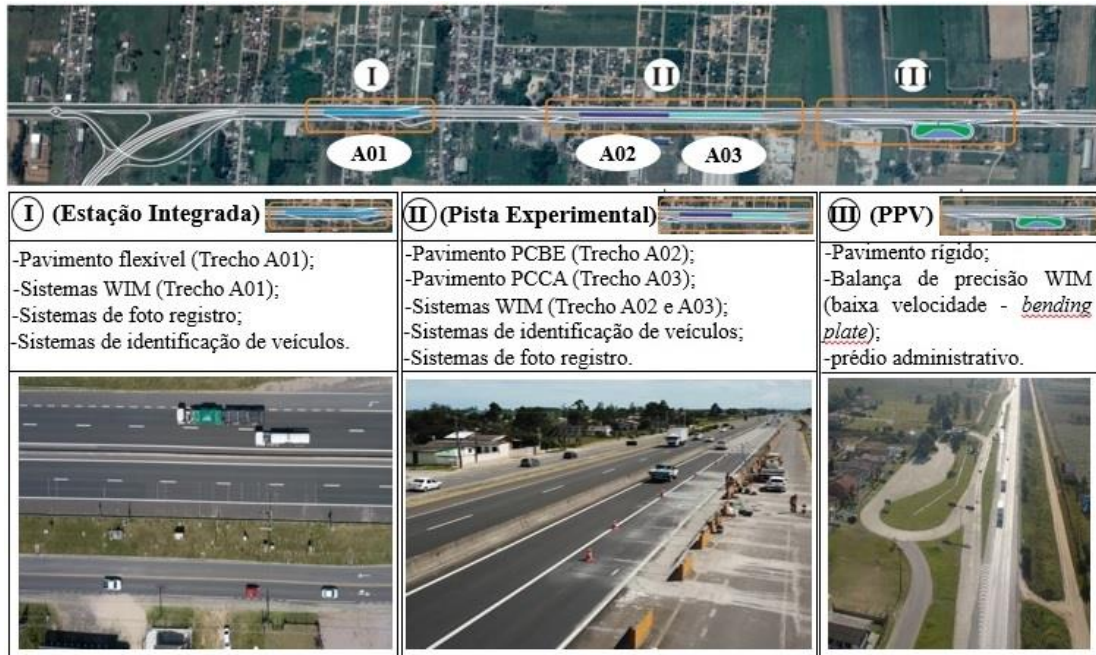 I
II
III
A01
A02
A03
I (Estação Integrada)
-Pavimento flexível (Trecho A01);
-Sistemas WIM (Trecho A01);
-Sistemas de foto registro;
-Sistemas de identificação de veículos.
II (Pista Experimental)
-Pavimento PCBE (Trecho A02);
-Pavimento PCCA (Trecho A03);
-Sistemas WIM (Trecho A02 e A03);
-Sistemas de identificação de veículos;
-Sistemas de foto registro.
III (PPV)
-Pavimento rígido;
-Balança de precisão WIM
(baixa velocidade - bending
plate);
-prédio administrativo.